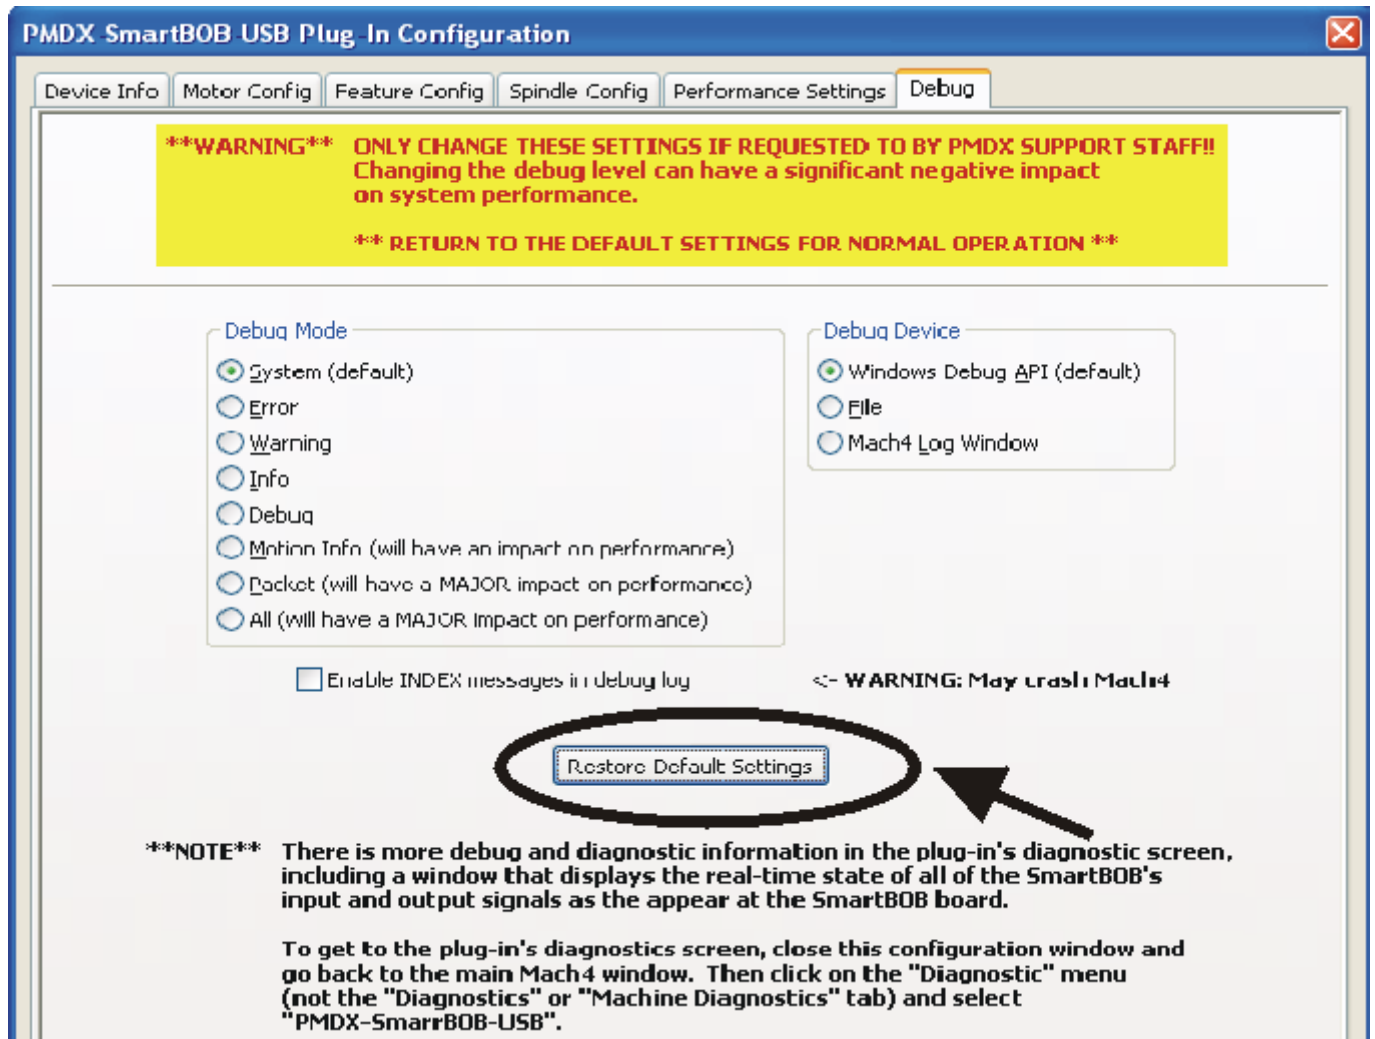 PMDX-SmartBOB-USB Plug-In Configuration
Device Info Motor Config Feature Config Spindle Config Performance Settings Debug
**WARNING** ONLY CHANGE THESE SETTINGS IF REQUESTED TO BY PMDX SUPPORT STAFF!!
Changing the debug level can have a significant negative impact
on system performance.
** RETURN TO THE DEFAULT SETTINGS FOR NORMAL OPERATION **
Debug Mode
System (default)
Error
Warning
Info
Debug
Motion Info (will have an impact on performance)
Packet (will have a MAJOR impact on performance)
All (will have a MAJOR impact on performance)
Debug Device
Windows Debug API (default)
File
Mach4 Log Window
Enable INDEX messages in debug log <- WARNING: May crash Mach4
Restore Default Settings
**NOTE** There is more debug and diagnostic information in the plug-in's diagnostic screen,
including a window that displays the real-time state of all of the SmartBOB's
input and output signals as the appear at the SmartBOB board.
To get to the plug-in's diagnostics screen, close this configuration window and
go back to the main Mach4 window. Then click on the "Diagnostic" menu
(not the "Diagnostics" or "Machine Diagnostics" tab) and select
"PMDX-SmarrBOB-USB".